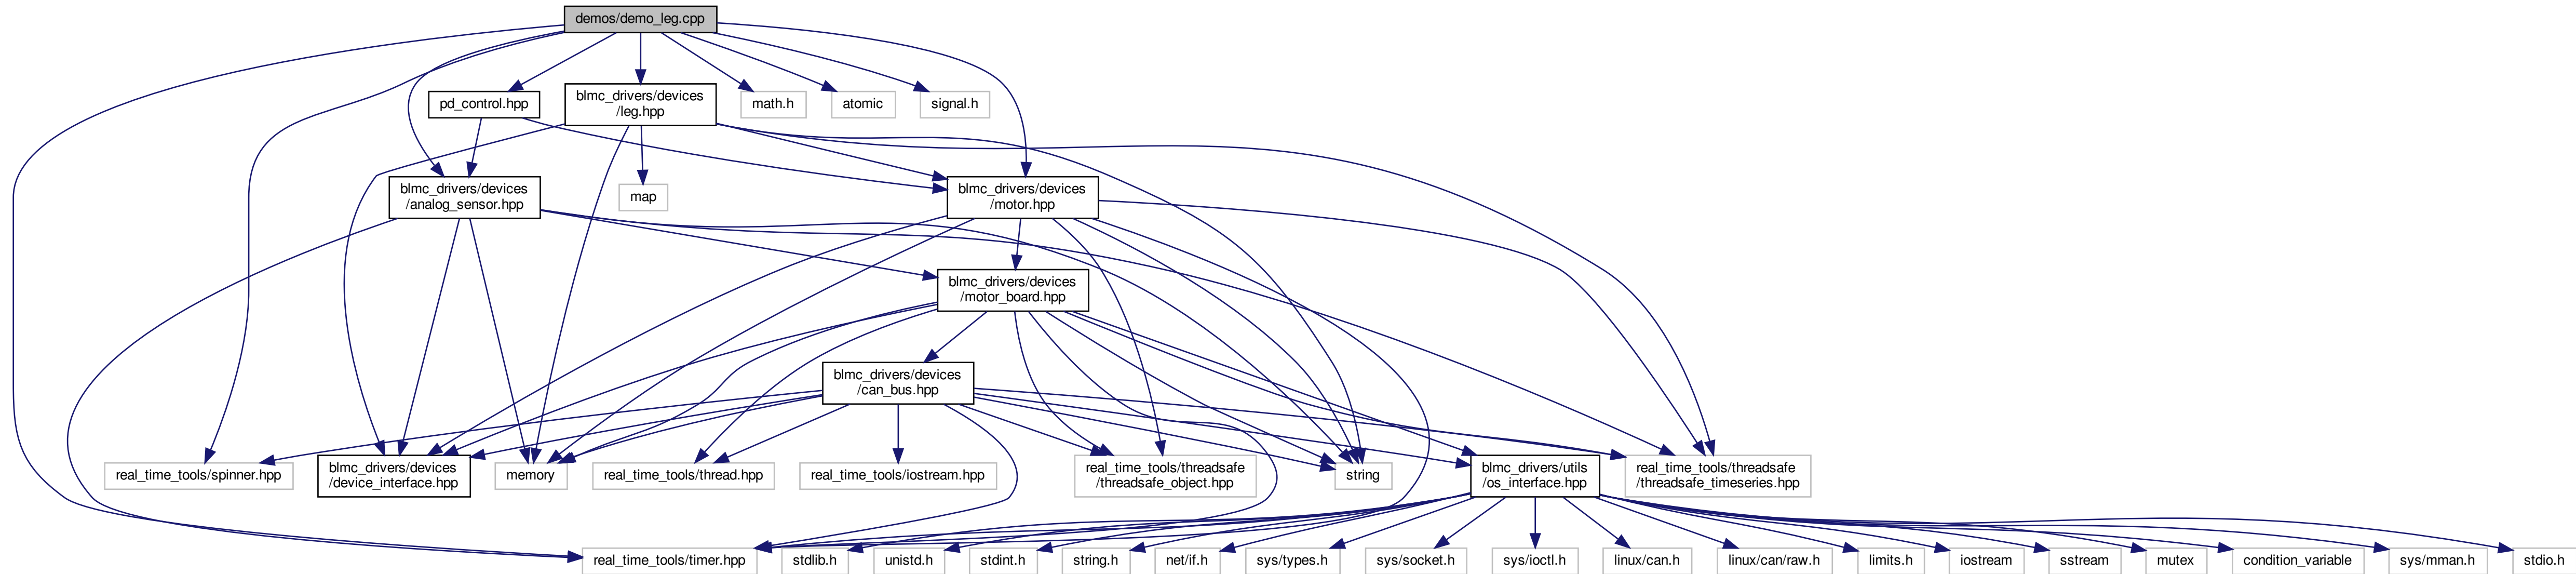 demos/demo_leg.cpp
pd_control.hpp
blmc_drivers/devices
/leg.hpp
math.h
atomic
signal.h
blmc_drivers/devices
/analog_sensor.hpp
map
blmc_drivers/devices
/motor.hpp
blmc_drivers/devices
/motor_board.hpp
blmc_drivers/devices
/can_bus.hpp
real_time_tools/spinner.hpp
blmc_drivers/devices
/device_interface.hpp
memory
real_time_tools/thread.hpp
real_time_tools/iostream.hpp
real_time_tools/threadsafe
/threadsafe_object.hpp
string
blmc_drivers/utils
/os_interface.hpp
real_time_tools/threadsafe
/threadsafe_timeseries.hpp
real_time_tools/timer.hpp
stdlib.h
unistd.h
stdint.h
string.h
net/if.h
sys/types.h
sys/socket.h
sys/ioctl.h
linux/can.h
linux/can/raw.h
limits.h
iostream
sstream
mutex
condition_variable
sys/mman.h
stdio.h